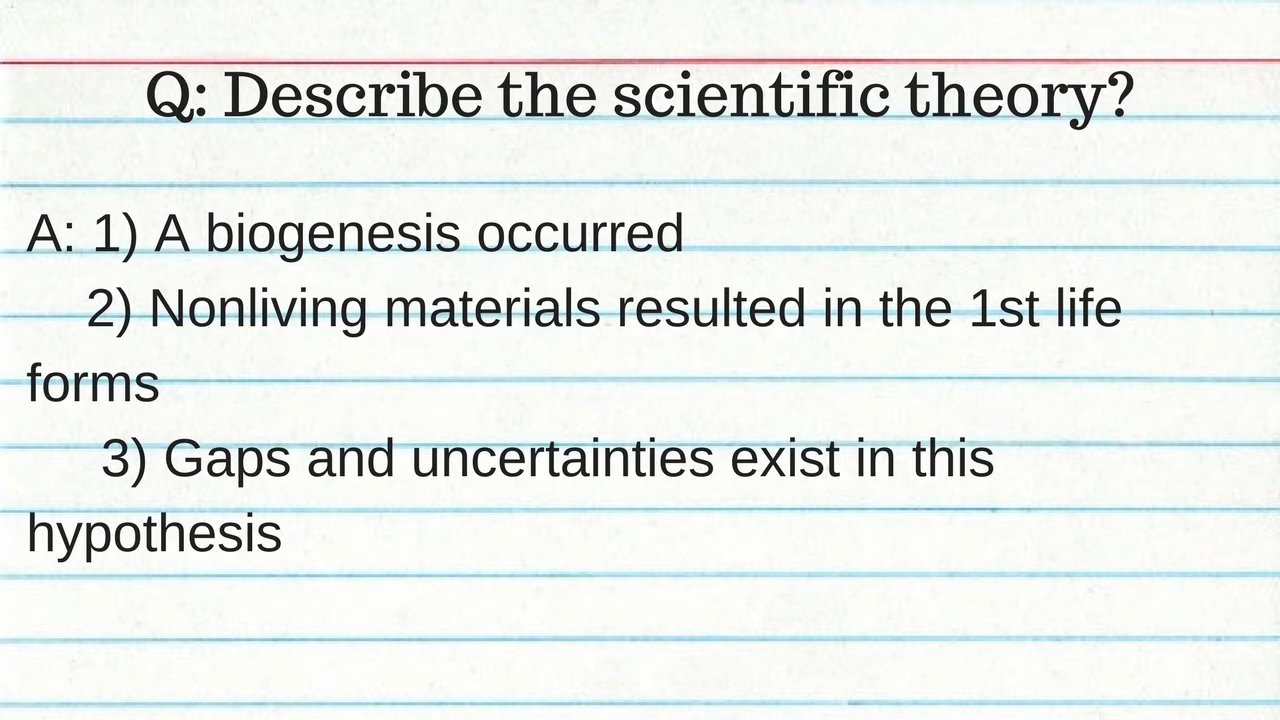 Q: Describe the scientific theory?
A: 1) A biogenesis occurred
2) Nonliving materials resulted in the 1st life
forms
3) Gaps and uncertainties exist in this
hypothesis